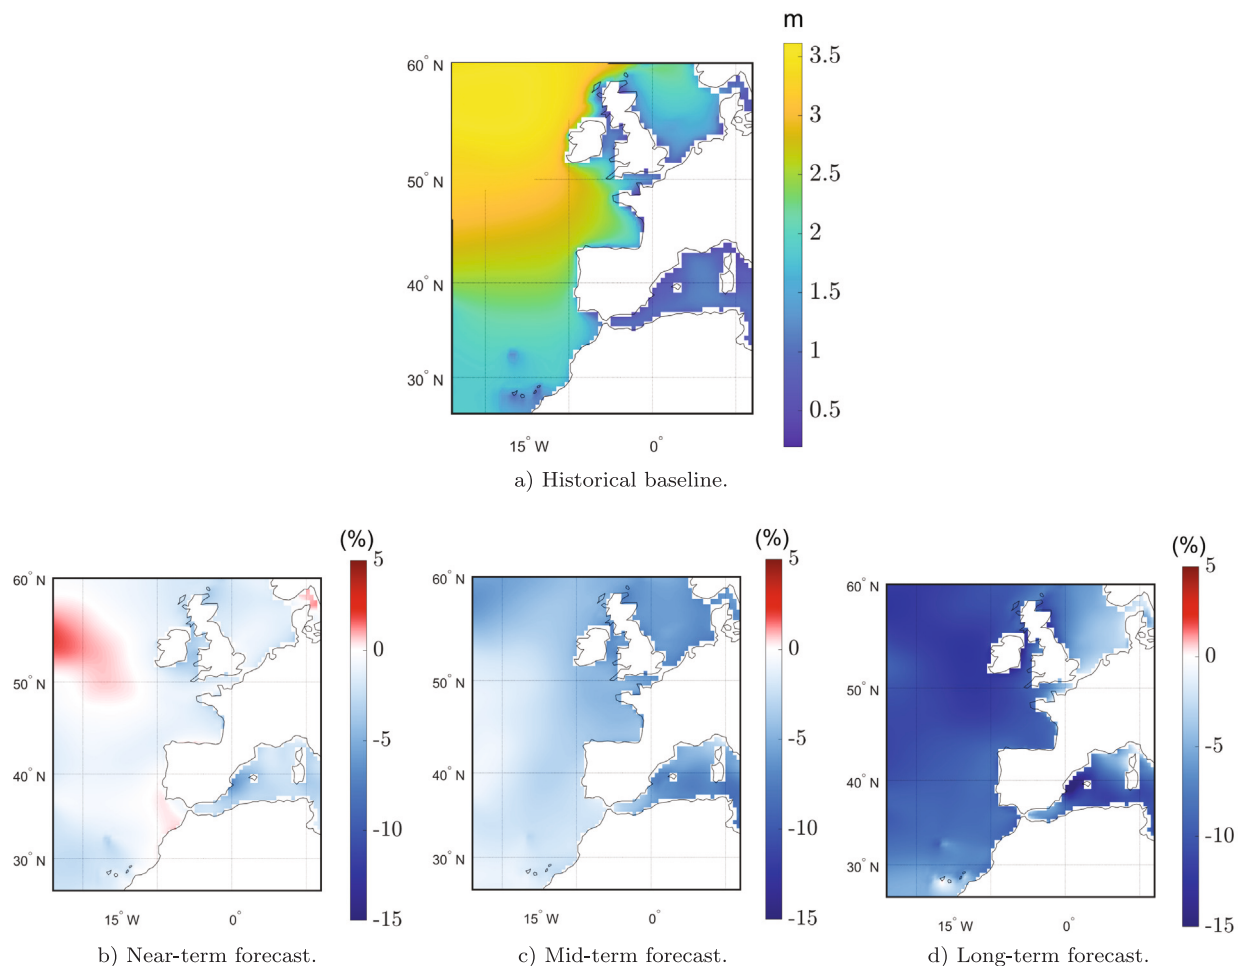 m
60° N
50° N
40° N
30° N
15° W
0°
3.5
3
2.5
2
1.5
1
0.5
a) Historical baseline.
(%)
5
0
-5
-10
-15
60° N
50° N
40° N
30° N
15° W
0°
b) Near-term forecast.
(%)
5
0
-5
-10
-15
60° N
50° N
40° N
30° N
15° W
0°
c) Mid-term forecast.
(%)
5
0
-5
-10
-15
60° N
50° N
40° N
30° N
15° W
0°
d) Long-term forecast.